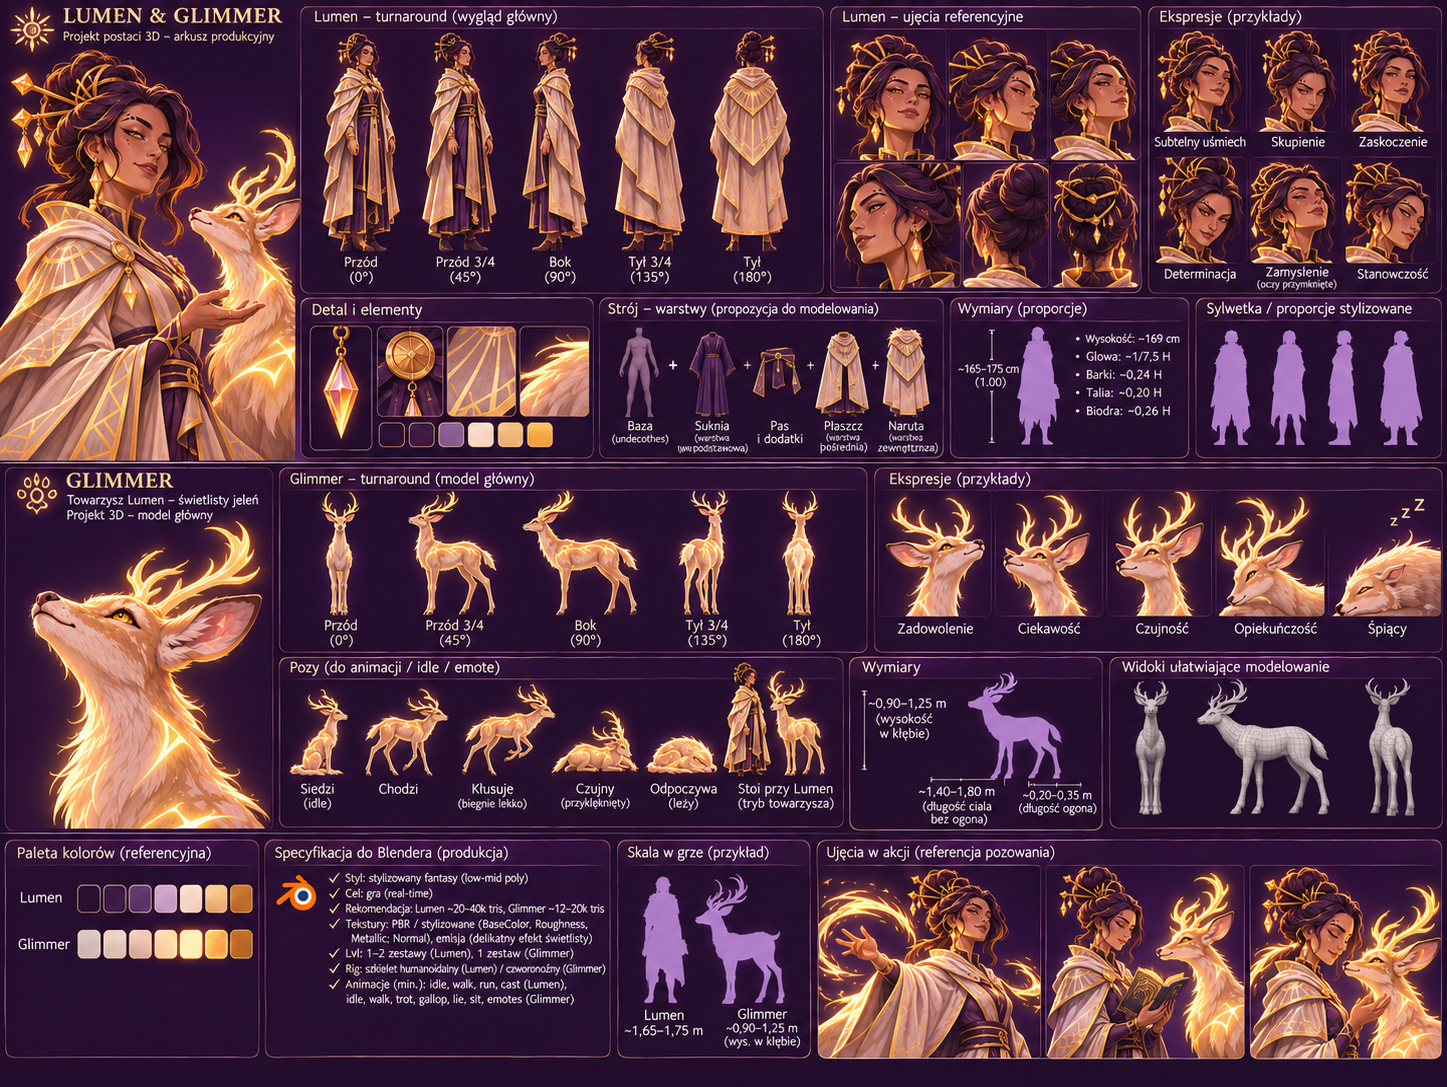 LUMEN & GLIMMER
Projekt postaci 3D – arkusz produkcyjny
Lumen – turnaround (wygląd główny)
Przód
(0°)
Przód 3/4
(45°)
Bok
(90°)
Tył 3/4
(135°)
Tył
(180°)
Lumen – ujęcia referencyjne
Ekspresje (przykłady)
Subtelny uśmiech
Skupienie
Zaskoczenie
Determinacja
Zamyślenie
(oczy przymknięte)
Stanowczość
Detal i elementy
Strój – warstwy (propozycja do modelowania)
+
+
+
+
Baza
(undecothes)
Suknia
(warstwa
Pas
i dodatki
Płaszcz
(warstwa
pośrednia)
Naruta
(warstwa
zewnętrzna)
Wymiary (proporcje)
~165–175 cm
(1.00)
• Wysokość: ~169 cm
• Głowa: ~1/7,5 H
• Barki: ~0,24 H
• Talia: ~0,20 H
• Biodra: ~0,26 H
Sylwetka / proporcje stylizowane
GLIMMER
Towarzysz Lumen – świetlisty jeleń
Projekt 3D – model główny
Glimmer – turnaround (model główny)
Przód
(0°)
Przód 3/4
(45°)
Bok
(90°)
Tył 3/4
(135°)
Tył
(180°)
Ekspresje (przykłady)
z z Z
Zadowolenie
Ciekawość
Czujność
Opiekuńczość
Śpiący
Pozy (do animacji / idle / emote)
Siedzi
(idle)
Chodzi
Kłusuje
(biegnie lekko)
Czujny
(przyklęknięty)
Odpoczywa
(leży)
Stoi przy Lumen
(tryb towarzysza)
Wymiary
~0,90–1,25 m
(wysokość
w kłębie)
~1,40–1,80 m
(długość ciała
bez ogona)
~0,20–0,35 m
(długość ogona)
Widoki ułatwiające modelowanie
Paleta kolorów (referencyjna)
Lumen
Glimmer
Specyfikacja do Blendera (produkcja)
✓ Styl: stylizowany fantasy (low-mid poly)
✓ Cel: gra (real-time)
✓ Rekomendacja: Lumen ~20–40k tris, Glimmer ~12–20k tris
✓ Tekstury: PBR / stylizowane (BaseColor, Roughness,
Metallic, Normal), emisja (delikatny efekt świetlisty)
✓ Lvl: 1–2 zestawy (Lumen), 1 zestaw (Glimmer)
✓ Rig: szkielet humanoidalny (Lumen) / czworonożny (Glimmer)
✓ Animacje (min.): idle, walk, run, cast (Lumen),
idle, walk, trot, gallop, lie, sit, emotes (Glimmer)
Skala w grze (przykład)
Lumen
~1,65–1,75 m
Glimmer
~0,90–1,25 m
(wys. w kłębie)
Ujęcia w akcji (referencja pozowania)